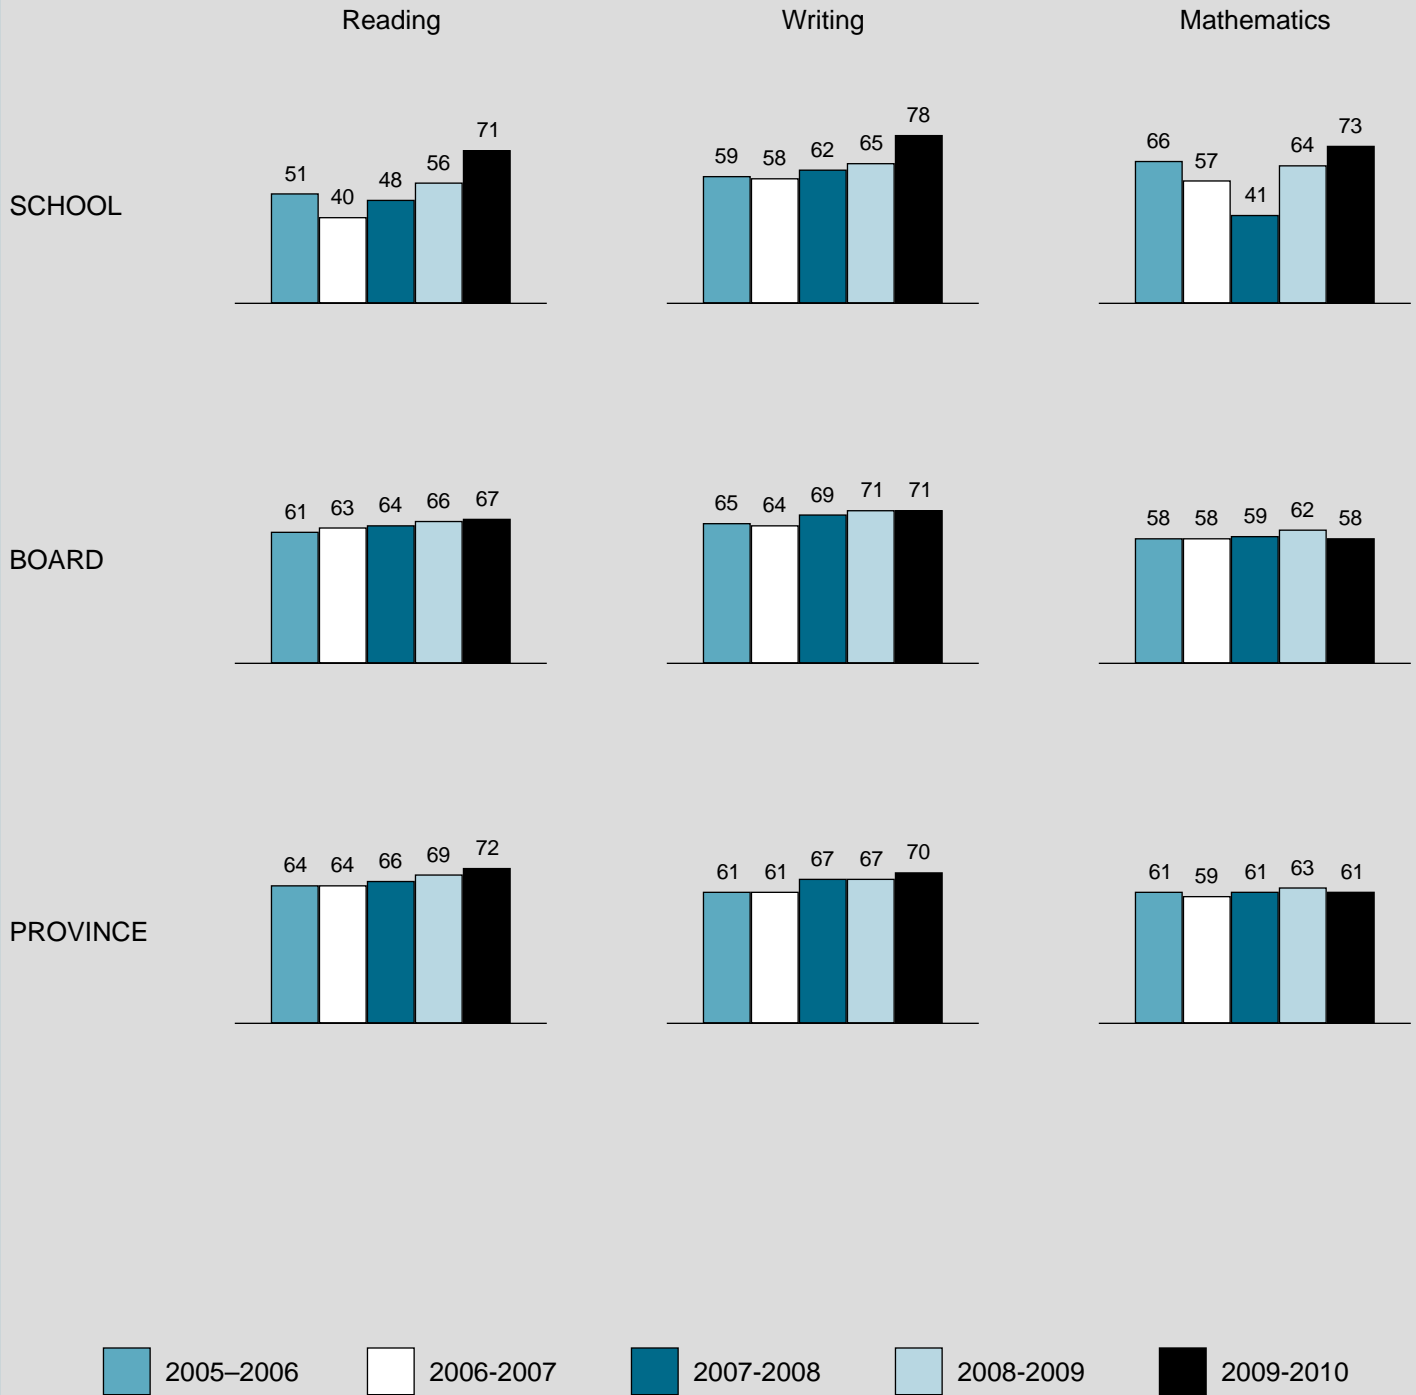 Reading Writing Mathematics
SCHOOL
51 40 48 56 71
59 58 62 65 78
66 57 41 64 73
BOARD
61 63 64 66 67
65 64 69 71 71
58 58 59 62 58
PROVINCE
64 64 66 69 72
61 61 67 67 70
61 59 61 63 61
2005–2006 2006-2007 2007-2008 2008-2009 2009-2010